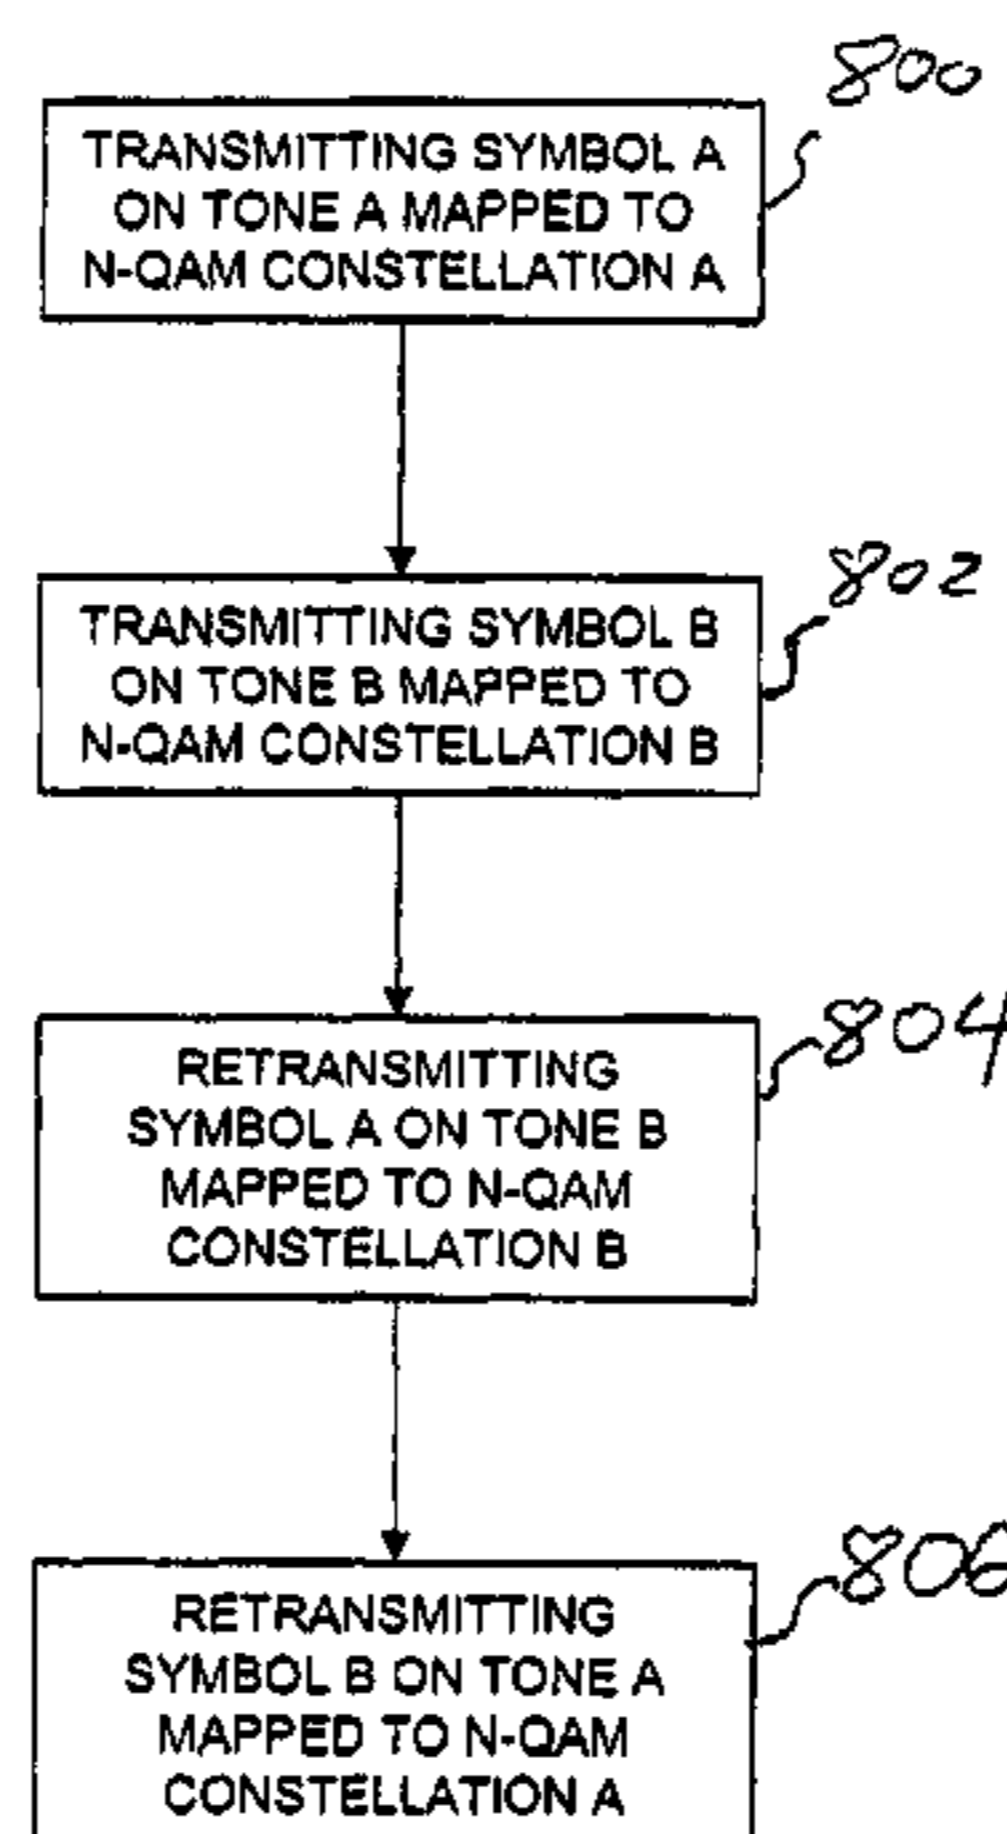 800
TRANSMITTING SYMBOL A
ON TONE A MAPPED TO
N-QAM CONSTELLATION A
802
TRANSMITTING SYMBOL B
ON TONE B MAPPED TO
N-QAM CONSTELLATION B
804
RETRANSMITTING
SYMBOL A ON TONE B
MAPPED TO N-QAM
CONSTELLATION B
806
RETRANSMITTING
SYMBOL B ON TONE A
MAPPED TO N-QAM
CONSTELLATION A